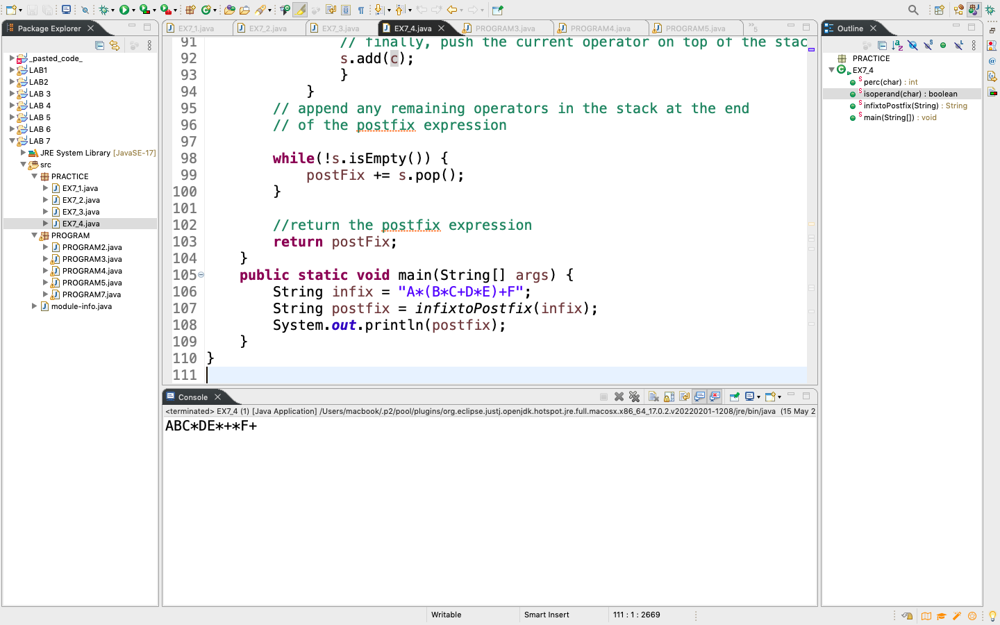 Package Explorer
EX7_1.java
EX7_2.java
EX7_3.java
EX7_4.java
PROGRAM3.java
PROGRAM4.java
PROGRAM5.java
»5
Outline
_pasted_code_
LAB1
LAB2
LAB 3
LAB 4
LAB 5
LAB 6
LAB 7
JRE System Library [JavaSE-17]
src
PRACTICE
EX7_1.java
EX7_2.java
EX7_3.java
EX7_4.java
PROGRAM
PROGRAM2.java
PROGRAM3.java
PROGRAM4.java
PROGRAM5.java
PROGRAM7.java
module-info.java
91 // finally, push the current operator on top of the stac
92 s.add(c);
93 }
94 }
95 // append any remaining operators in the stack at the end
96 // of the postfix expression
97
98 while(!s.isEmpty()) {
99 postFix += s.pop();
100 }
101
102 //return the postfix expression
103 return postFix;
104 }
105 public static void main(String[] args) {
106 String infix = "A*(B*C+D*E)+F";
107 String postfix = infixtoPostfix(infix);
108 System.out.println(postfix);
109 }
110 }
111
PRACTICE
EX7_4
perc(char) : int
isoperand(char) : boolean
infixtoPostfix(String) : String
main(String[]) : void
Console
<terminated> EX7_4 (1) [Java Application] /Users/macbook/.p2/pool/plugins/org.eclipse.justj.openjdk.hotspot.jre.full.macosx.x86_64_17.0.2.v20220201-1208/jre/bin/java (15 May 2
ABC*DE*+*F+
Writable
Smart Insert
111 : 1 : 2669